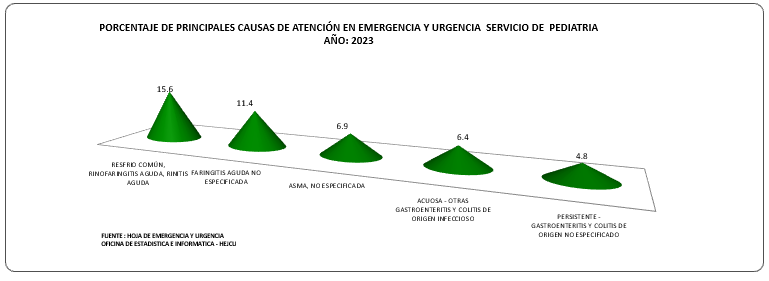 PORCENTAJE DE PRINCIPALES CAUSAS DE ATENCIÓN EN EMERGENCIA Y URGENCIA SERVICIO DE PEDIATRIA
AÑO: 2023
15.6
11.4
6.9
6.4
4.8
RESFRIO COMÚN,
RINOFARINGITIS AGUDA, RINITIS
AGUDA
FARINGITIS AGUDA NO
ESPECIFICADA
ASMA, NO ESPECIFICADA
ACUOSA - OTRAS
GASTROENTERITIS Y COLITIS DE
ORIGEN INFECCIOSO
PERSISTENTE -
GASTROENTERITIS Y COLITIS DE
ORIGEN NO ESPECIFICADO
FUENTE : HOJA DE EMERGENCIA Y URGENCIA
OFICINA DE ESTADISTICA E INFORMATICA - HEJCU